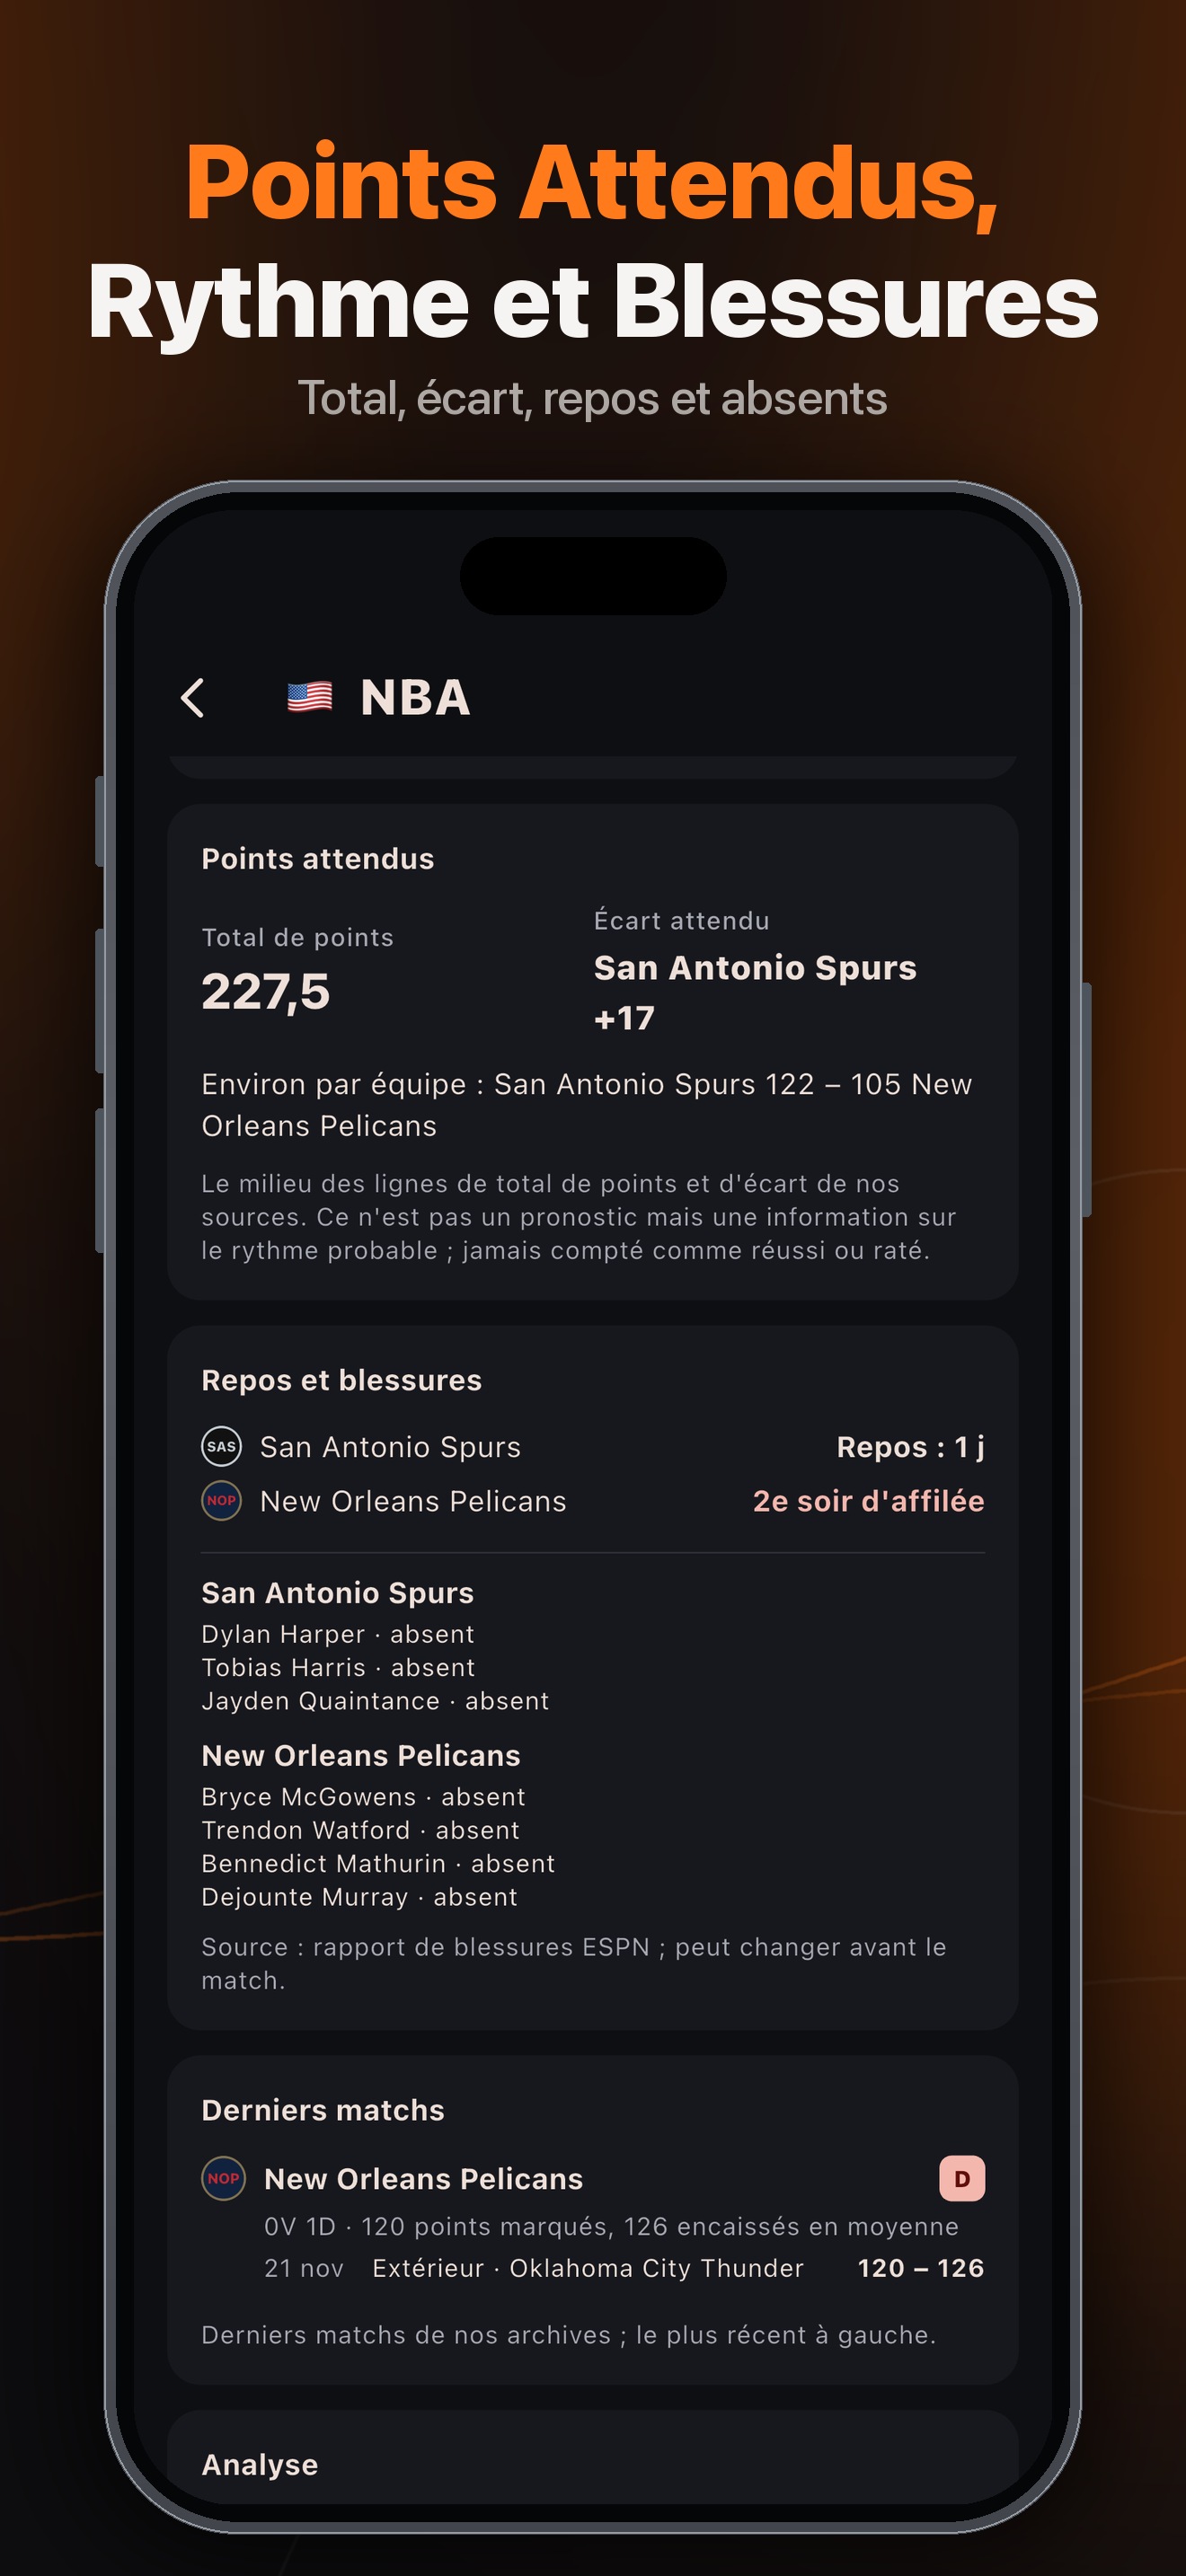 Points Attendus,
Rythme et Blessures
Total, écart, repos et absents
NBA
Points attendus
Total de points
227,5
Écart attendu
San Antonio Spurs
+17
Environ par équipe : San Antonio Spurs 122 – 105 New
Orleans Pelicans
Le milieu des lignes de total de points et d'écart de nos
sources. Ce n'est pas un pronostic mais une information sur
le rythme probable ; jamais compté comme réussi ou raté.
Repos et blessures
SAS San Antonio Spurs Repos : 1 j
NOP New Orleans Pelicans 2e soir d'affilée
San Antonio Spurs
Dylan Harper · absent
Tobias Harris · absent
Jayden Quaintance · absent
New Orleans Pelicans
Bryce McGowens · absent
Trendon Watford · absent
Bennedict Mathurin · absent
Dejounte Murray · absent
Source : rapport de blessures ESPN ; peut changer avant le
match.
Derniers matchs
NOP New Orleans Pelicans D
0V 1D · 120 points marqués, 126 encaissés en moyenne
21 nov Extérieur · Oklahoma City Thunder 120 – 126
Derniers matchs de nos archives ; le plus récent à gauche.
Analyse